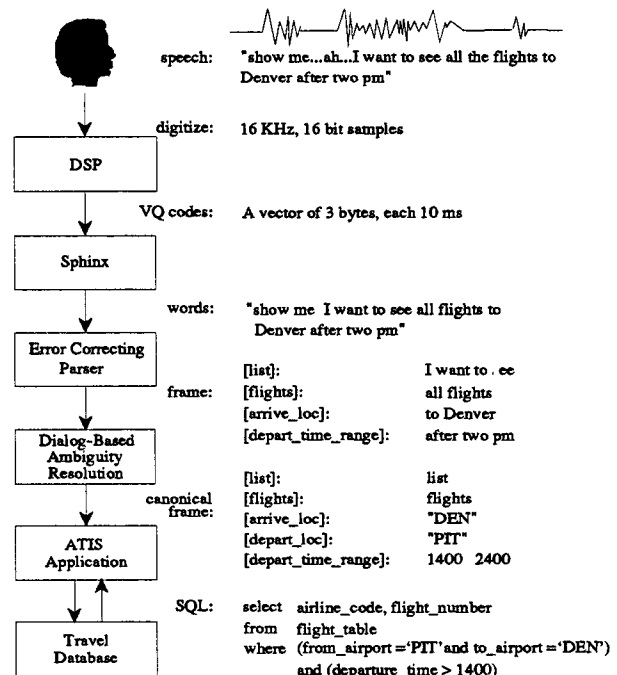 speech: "show me...ah...I want to see all the flights to
Denver after two pm"
digitize: 16 KHz, 16 bit samples
DSP
VQ codes: A vector of 3 bytes, each 10 ms
Sphinx
words: "show me I want to see all flights to
Denver after two pm"
Error Correcting
Parser
frame:
[list]: I want to . ee
[flights]: all flights
[arrive_loc]: to Denver
[depart_time_range]: after two pm
Dialog-Based
Ambiguity
Resolution
canonical
frame:
[list]: list
[flights]: flights
[arrive_loc]: "DEN"
[depart_loc]: "PIT"
[depart_time_range]: 1400 2400
ATIS
Application
SQL: select airline_code, flight_number
from flight_table
where (from_airport ='PIT'and to_airport ='DEN')
and (departure_time > 1400)
Travel
Database